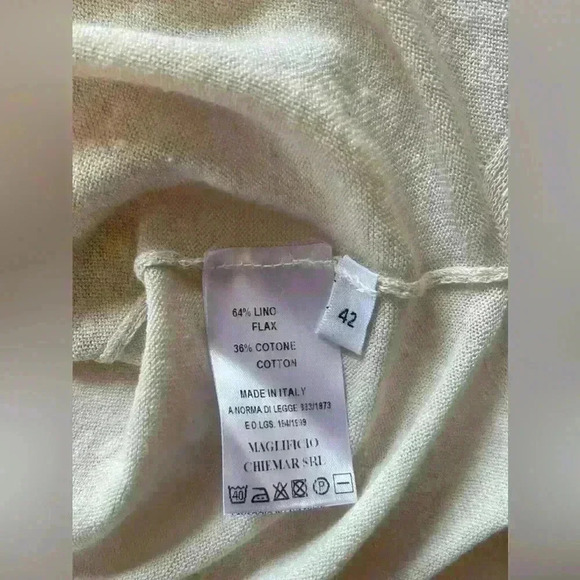 64% LINO
FLAX
36% COTONE
COTTON
MADE IN ITALY
A NORMA DI LEGGE 883/1973
E D.LGS. 194/1999
MAGLIFICIO
CHIEMAR SRL
40 P
42